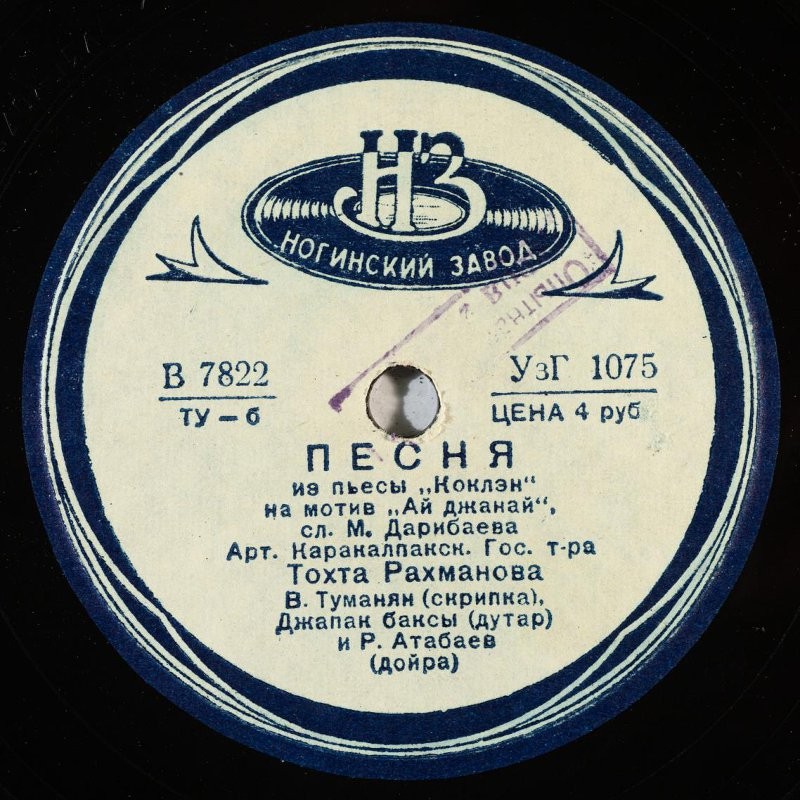 НЗ
НОГИНСКИЙ ЗАВОД
В 7822
ТУ — б
УзГ 1075
ЦЕНА 4 руб
ПЕСНЯ
из пьесы „Коклэн“
на мотив „Ай джанай“,
сл. М. Дарибаева
Арт. Каракалпакск. Гос. т-ра
Тохта Рахманова
В. Туманян (скрипка),
Джапак баксы (дутар)
и Р. Атабаев
(дойра)